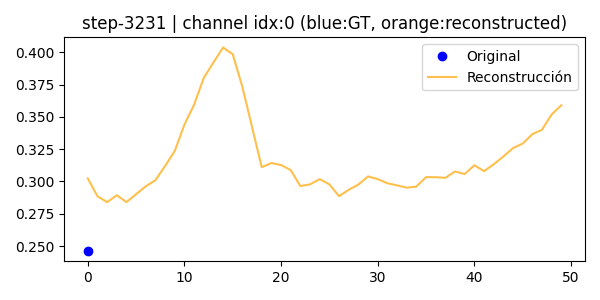 step-3231 | channel idx:0 (blue:GT, orange:reconstructed)
0.400
0.375
0.350
0.325
0.300
0.275
0.250
Original
Reconstrucción
0 10 20 30 40 50